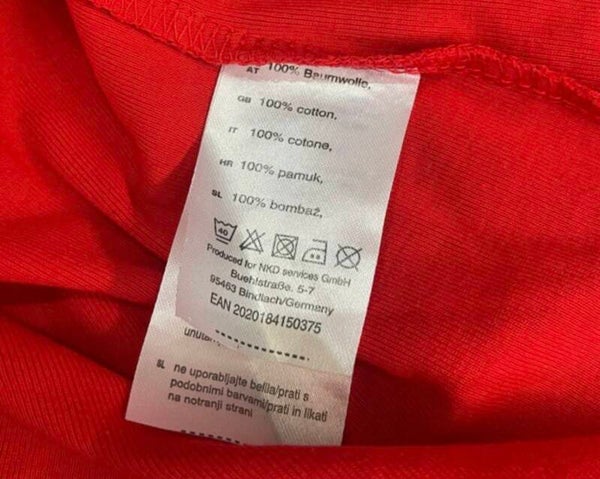 AT 100% Baumwolle,
GB 100% cotton,
IT 100% cotone,
HR 100% pamuk,
SL 100% bombaž,
40
Produced for NKD services GmbH
Buehlstraße. 5-7
95463 Bindlach/Germany
EAN 2020184150375
SL ne uporabljajte belila/prati s
podobnimi barvami/prati in likati
na notranji strani